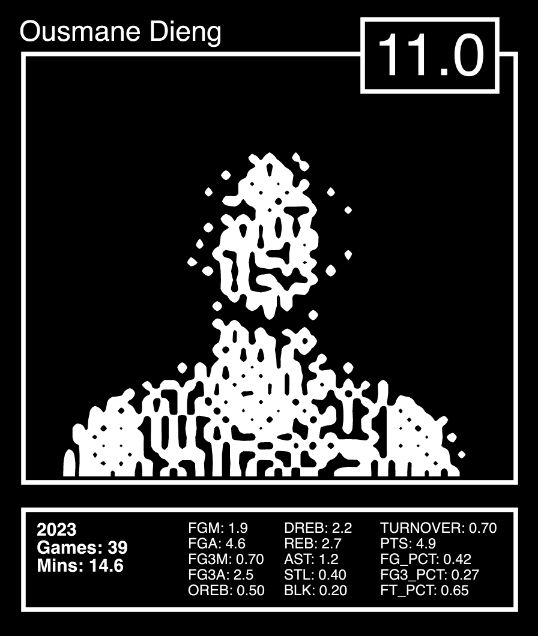 Ousmane Dieng
11.0
2023
Games: 39
Mins: 14.6
FGM: 1.9
FGA: 4.6
FG3M: 0.70
FG3A: 2.5
OREB: 0.50
DREB: 2.2
REB: 2.7
AST: 1.2
STL: 0.40
BLK: 0.20
TURNOVER: 0.70
PTS: 4.9
FG_PCT: 0.42
FG3_PCT: 0.27
FT_PCT: 0.65